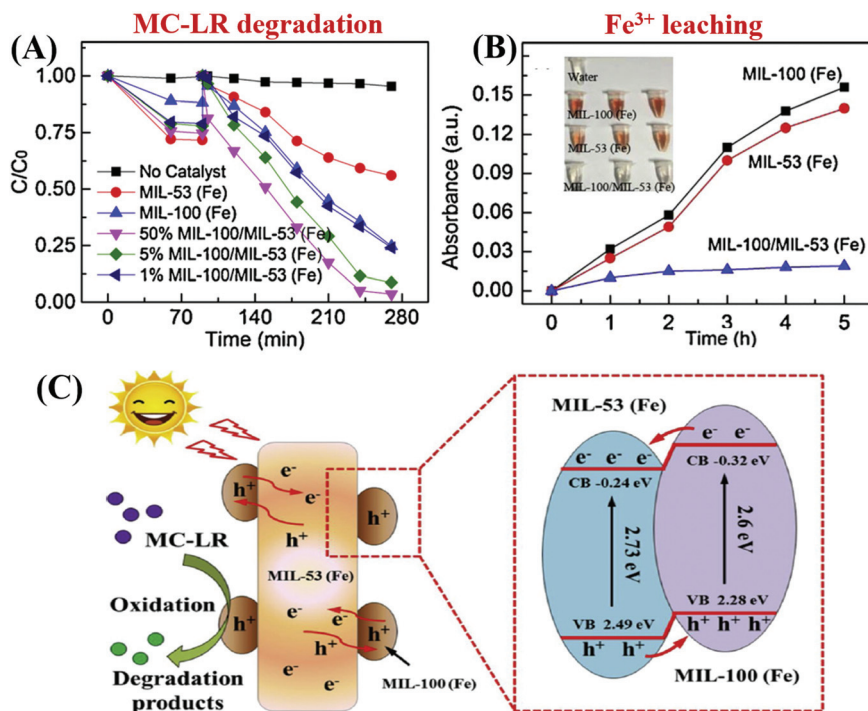 MC-LR degradation
Fe³⁺ leaching
(A)
1.00
0.75
0.50
0.25
0.00
C/C₀
No Catalyst
MIL-53 (Fe)
MIL-100 (Fe)
50% MIL-100/MIL-53 (Fe)
5% MIL-100/MIL-53 (Fe)
1% MIL-100/MIL-53 (Fe)
0 70 140 210 280
Time (min)
(B)
0.15
0.12
0.09
0.06
0.03
0.00
Absorbance (a.u.)
Water
MIL-100 (Fe)
MIL-53 (Fe)
MIL-100/MIL-53 (Fe)
MIL-100 (Fe)
MIL-53 (Fe)
MIL-100/MIL-53 (Fe)
0 1 2 3 4 5
Time (h)
(C)
MC-LR
Oxidation
Degradation
products
h⁺
e⁻
e⁻
h⁺
h⁺
MIL-53 (Fe)
h⁺
e⁻
e⁻
h⁺
h⁺
e⁻
e⁻
MIL-100 (Fe)
MIL-53 (Fe)
e⁻ e⁻
e⁻ e⁻ e⁻
CB -0.32 eV
CB -0.24 eV
2.73 eV
2.6 eV
VB 2.28 eV
VB 2.49 eV
h⁺ h⁺ h⁺
h⁺ h⁺
MIL-100 (Fe)